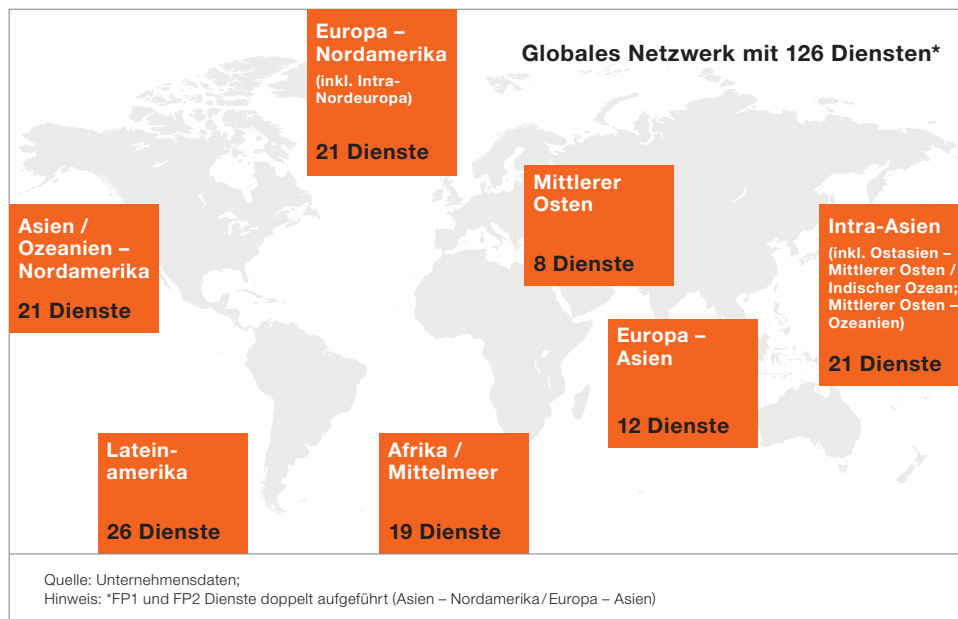 Globales Netzwerk mit 126 Diensten*
Europa –
Nordamerika
(inkl. Intra-
Nordeuropa)
21 Dienste
Mittlerer
Osten
8 Dienste
Asien /
Ozeanien –
Nordamerika
21 Dienste
Intra-Asien
(inkl. Ostasien –
Mittlerer Osten /
Indischer Ozean;
Mittlerer Osten –
Ozeanien)
21 Dienste
Europa –
Asien
12 Dienste
Latein-
amerika
26 Dienste
Afrika /
Mittelmeer
19 Dienste
Quelle: Unternehmensdaten;
Hinweis: *FP1 und FP2 Dienste doppelt aufgeführt (Asien – Nordamerika/Europa – Asien)